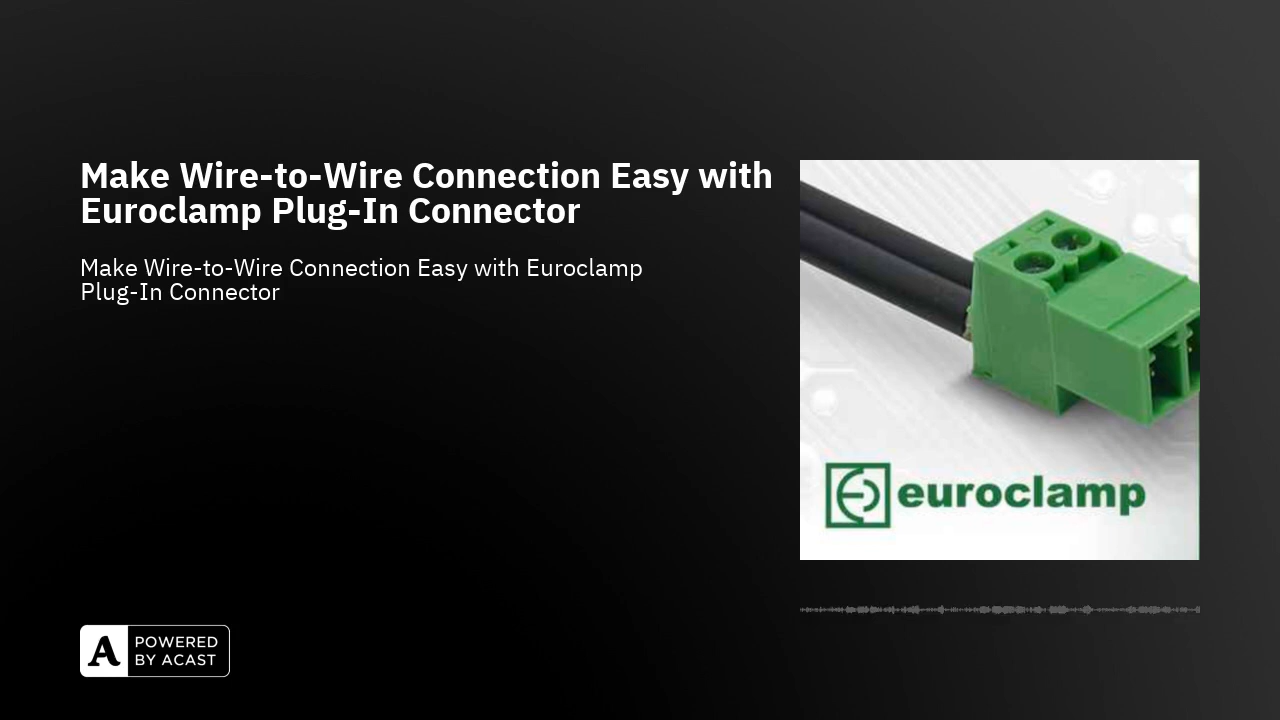 Make Wire-to-Wire Connection Easy with
Euroclamp Plug-In Connector
Make Wire-to-Wire Connection Easy with Euroclamp
Plug-In Connector
euroclamp
A
POWERED
BY ACAST